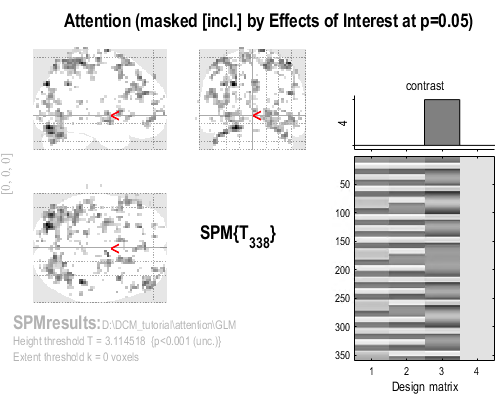 Attention (masked [incl.] by Effects of Interest at p=0.05)
contrast
4
[0, 0, 0]
<
<
<
SPM{T338}
50
100
150
200
250
300
350
1 2 3 4
Design matrix
SPMresults: D:\DCM_tutorial\attention\GLM
Height threshold T = 3.114518 {p<0.001 (unc.)}
Extent threshold k = 0 voxels